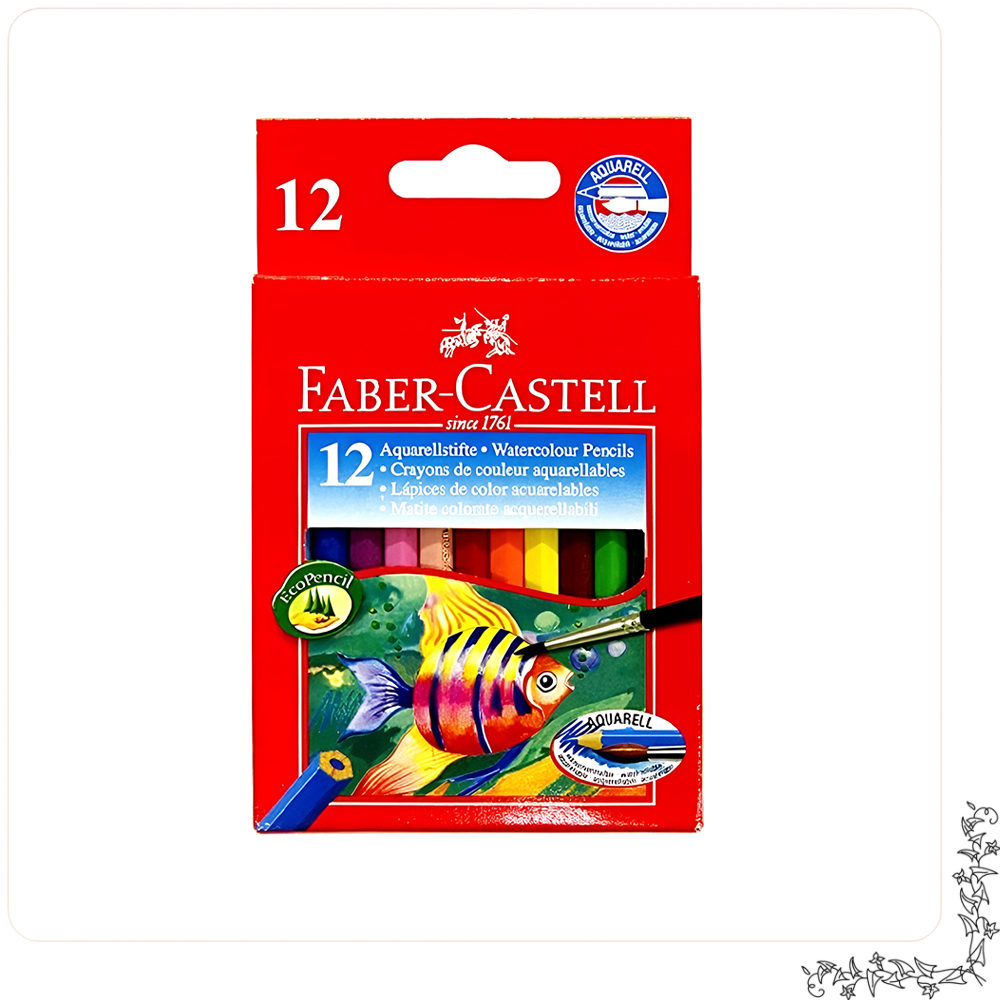 12
AQUARELL
FABER-CASTELL
since 1761
12 Aquarellstifte • Watercolour Pencils
• Crayons de couleur aquarellables
• Lápices de color acuarelables
• Matite colorate acquerellabili
EcoPencil
AQUARELL